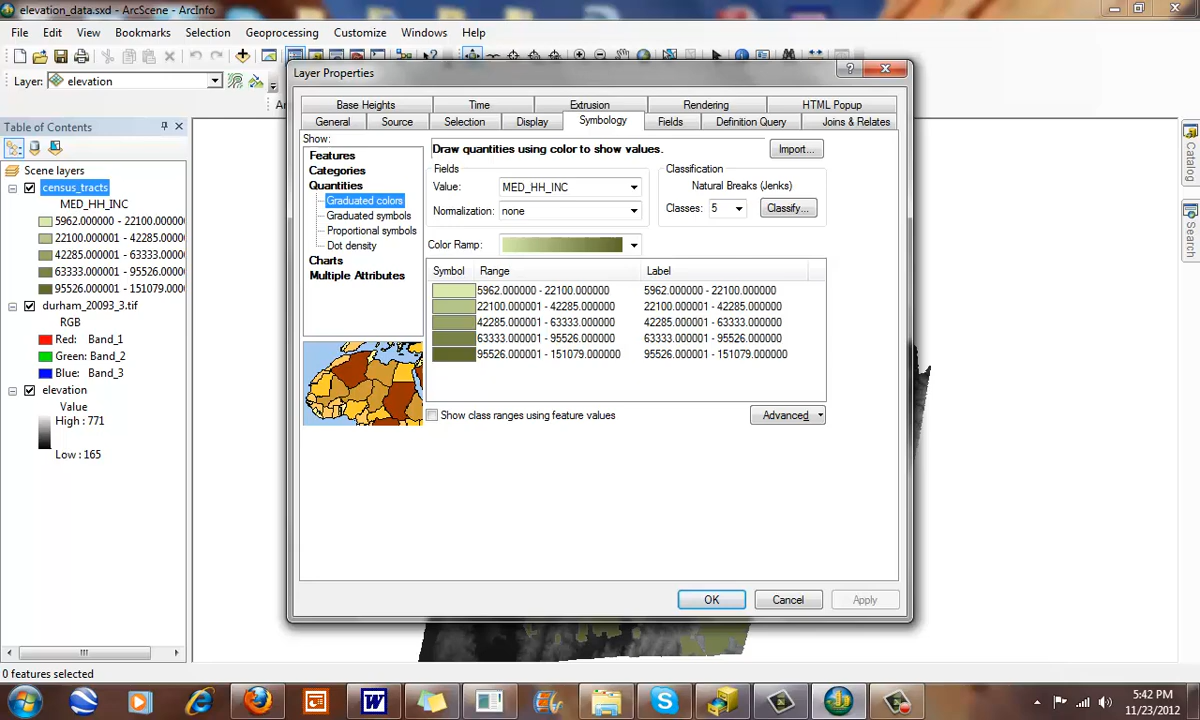 elevation_data.sxd - ArcScene - ArcInfo
File Edit View Bookmarks Selection Geoprocessing Customize Windows Help
Layer: elevation
Table of Contents
Scene layers
census_tracts
MED_HH_INC
5962.000000 - 22100.000
22100.000001 - 42285.000
42285.000001 - 63333.000
63333.000001 - 95526.000
95526.000001 - 151079.00
durham_20093_3.tif
RGB
Red: Band_1
Green: Band_2
Blue: Band_3
elevation
Value
High : 771
Low : 165
0 features selected
Layer Properties
Base Heights Time Extrusion Rendering HTML Popup
General Source Selection Display Symbology Fields Definition Query Joins & Relates
Show:
Features
Categories
Quantities
Graduated colors
Graduated symbols
Proportional symbols
Dot density
Charts
Multiple Attributes
Draw quantities using color to show values.
Import...
Fields
Value: MED_HH_INC
Normalization: none
Classification
Natural Breaks (Jenks)
Classes: 5 Classify...
Color Ramp:
Symbol Range Label
5962.000000 - 22100.000000 5962.000000 - 22100.000000
22100.000001 - 42285.000000 22100.000001 - 42285.000000
42285.000001 - 63333.000000 42285.000001 - 63333.000000
63333.000001 - 95526.000000 63333.000001 - 95526.000000
95526.000001 - 151079.000000 95526.000001 - 151079.000000
Show class ranges using feature values
Advanced
OK Cancel Apply
Catalog
Search
5:42 PM
11/23/2012